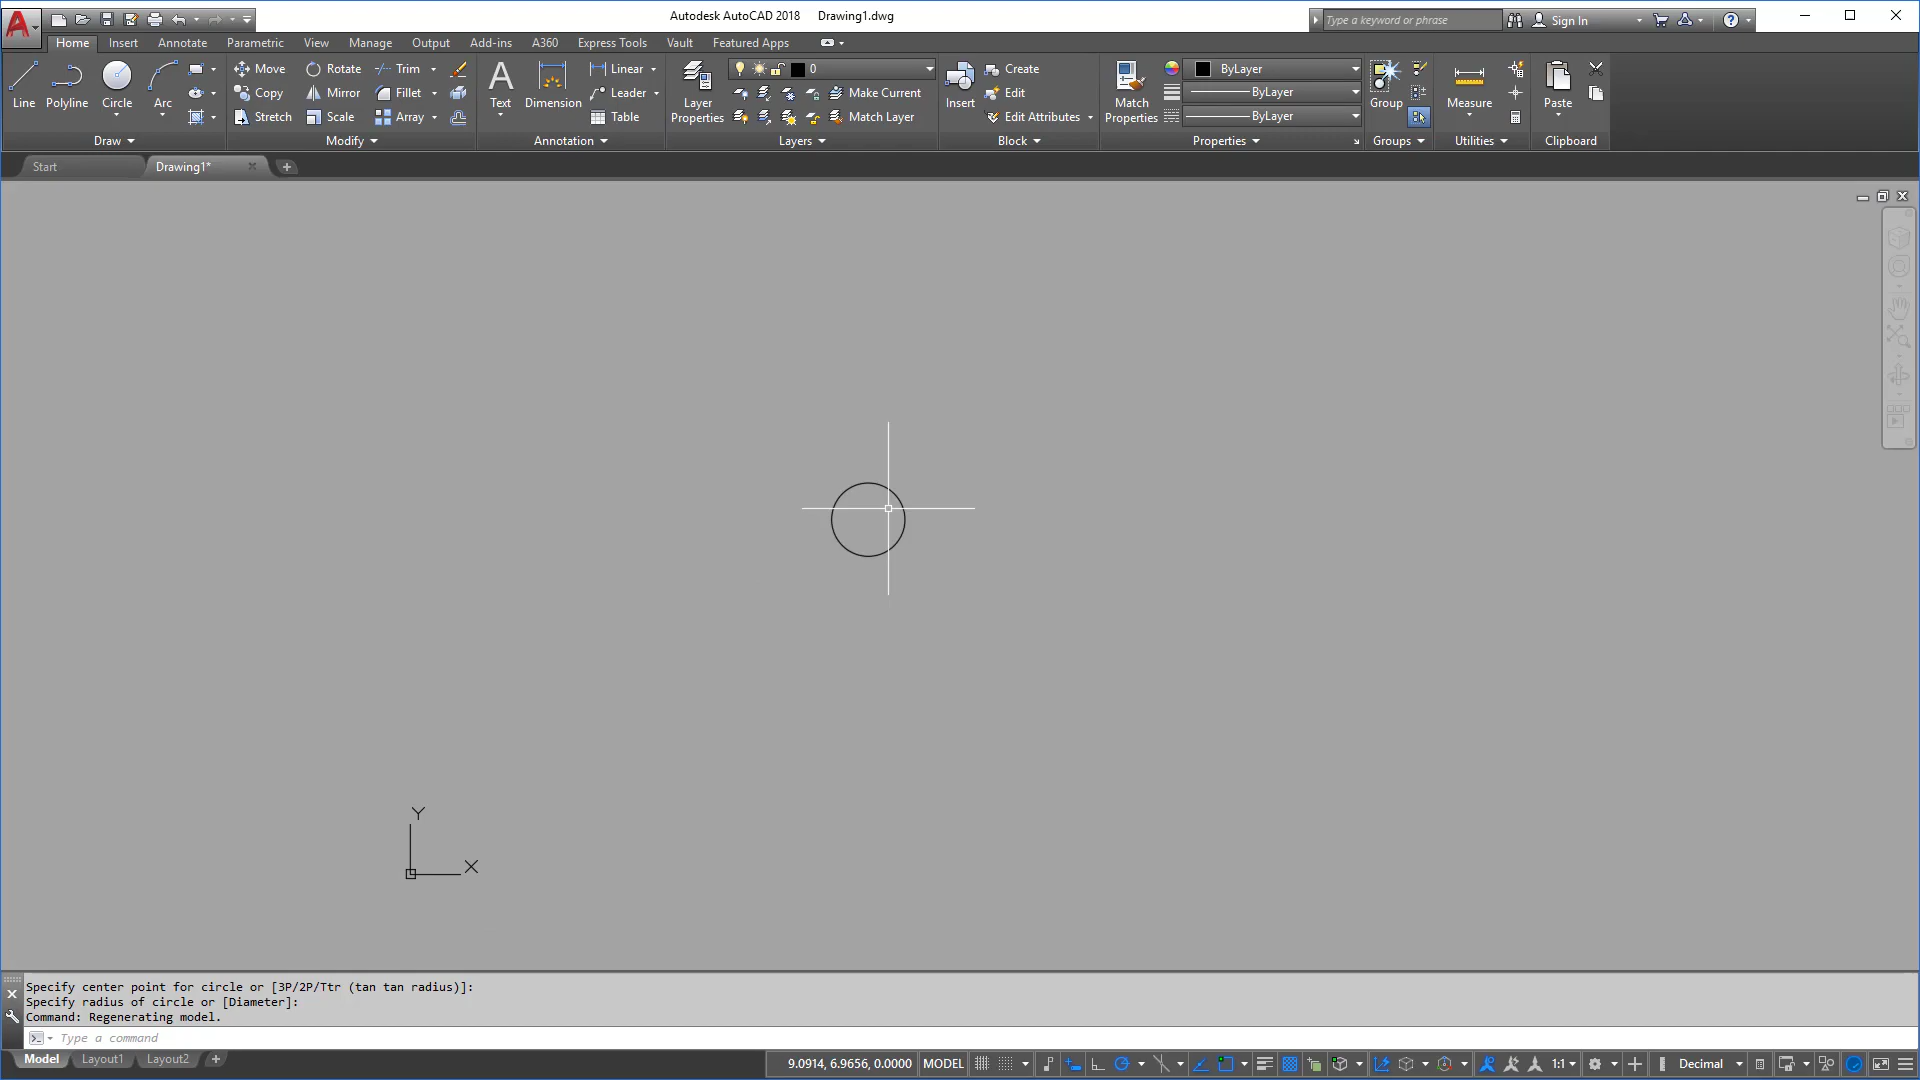 Autodesk AutoCAD 2018 Drawing1.dwg
Type a keyword or phrase
Sign In
Home Insert Annotate Parametric View Manage Output Add-ins A360 Express Tools Vault Featured Apps
Line Polyline Circle Arc
Draw
Move Rotate Trim
Copy Mirror Fillet
Stretch Scale Array
Modify
Text Dimension
Linear
Leader
Table
Annotation
Layer Properties
0
Make Current
Match Layer
Layers
Insert
Create
Edit
Edit Attributes
Block
Match Properties
ByLayer
ByLayer
ByLayer
Properties
Group
Groups
Measure
Utilities
Paste
Clipboard
Start Drawing1*
Y
X
Specify center point for circle or [3P/2P/Ttr (tan tan radius)]:
Specify radius of circle or [Diameter]:
Command: Regenerating model.
Type a command
Model Layout1 Layout2
9.0914, 6.9656, 0.0000 MODEL 1:1 Decimal